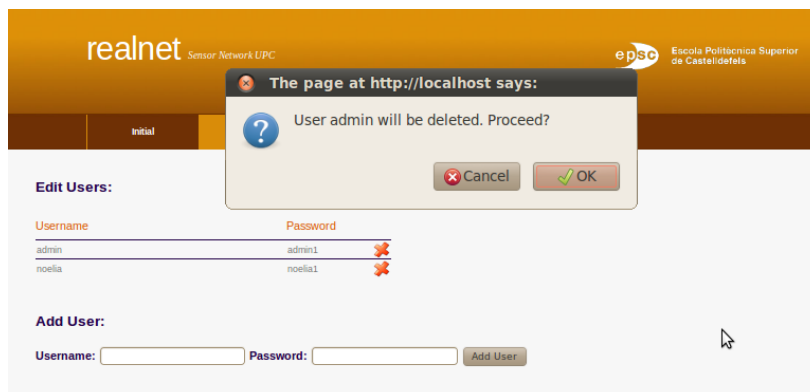 realnet Sensor Network UPC
epsc Escola Politècnica Superior
de Castelldefels
The page at http://localhost says:
User admin will be deleted. Proceed?
Cancel OK
Initial
Edit Users:
Username Password
admin admin1
noelia noelia1
Add User:
Username: Password: Add User